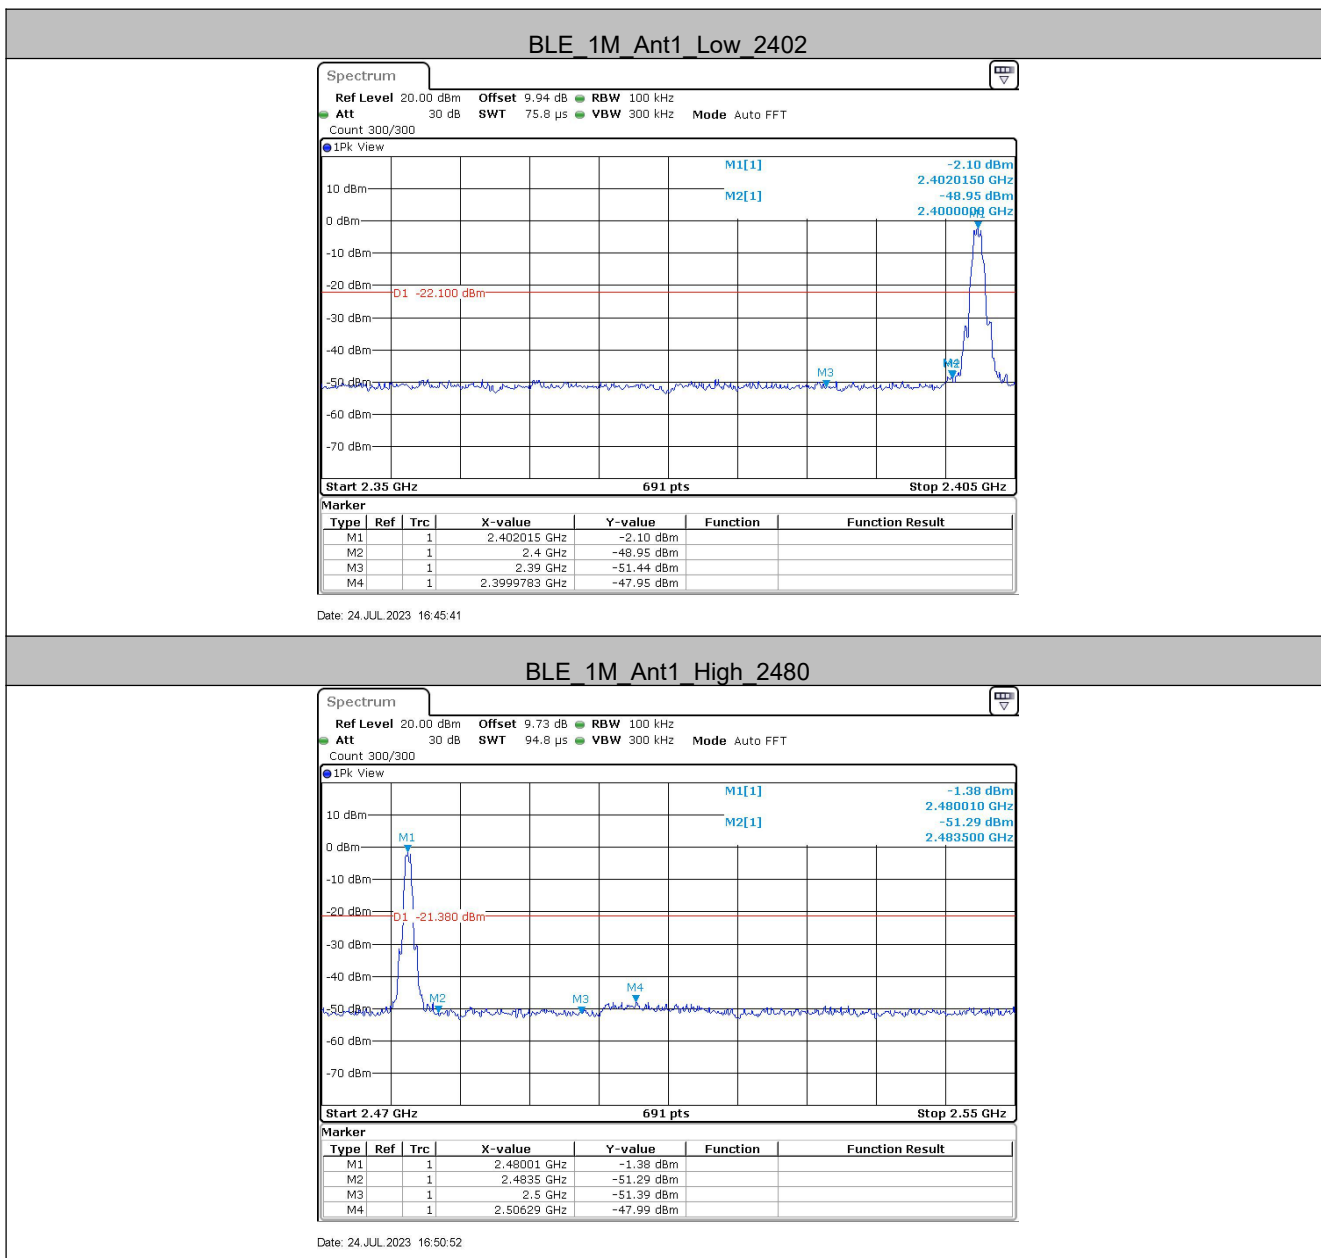 BLE_1M_Ant1_Low_2402
Spectrum
Ref Level 20.00 dBm Offset 9.94 dB RBW 100 kHz
Att 30 dB SWT 75.8 µs VBW 300 kHz Mode Auto FFT
Count 300/300
1Pk View
M1[1] -2.10 dBm
2.4020150 GHz
10 dBm
M2[1] -48.95 dBm
2.4000000 GHz
0 dBm
M1
-10 dBm
-20 dBm
D1 -22.100 dBm
-30 dBm
-40 dBm
M3
M2
-50 dBm
-60 dBm
-70 dBm
Start 2.35 GHz 691 pts Stop 2.405 GHz
Marker
Type Ref Trc X-value Y-value Function Function Result
M1 1 2.402015 GHz -2.10 dBm
M2 1 2.4 GHz -48.95 dBm
M3 1 2.39 GHz -51.44 dBm
M4 1 2.3999783 GHz -47.95 dBm
Date: 24.JUL.2023 16:45:41
BLE_1M_Ant1_High_2480
Spectrum
Ref Level 20.00 dBm Offset 9.73 dB RBW 100 kHz
Att 30 dB SWT 94.8 µs VBW 300 kHz Mode Auto FFT
Count 300/300
1Pk View
M1[1] -1.38 dBm
2.480010 GHz
10 dBm
M2[1] -51.29 dBm
2.483500 GHz
M1
0 dBm
-10 dBm
-20 dBm
D1 -21.380 dBm
-30 dBm
-40 dBm
M4
M2 M3
-50 dBm
-60 dBm
-70 dBm
Start 2.47 GHz 691 pts Stop 2.55 GHz
Marker
Type Ref Trc X-value Y-value Function Function Result
M1 1 2.48001 GHz -1.38 dBm
M2 1 2.4835 GHz -51.29 dBm
M3 1 2.5 GHz -51.39 dBm
M4 1 2.50629 GHz -47.99 dBm
Date: 24.JUL.2023 16:50:52